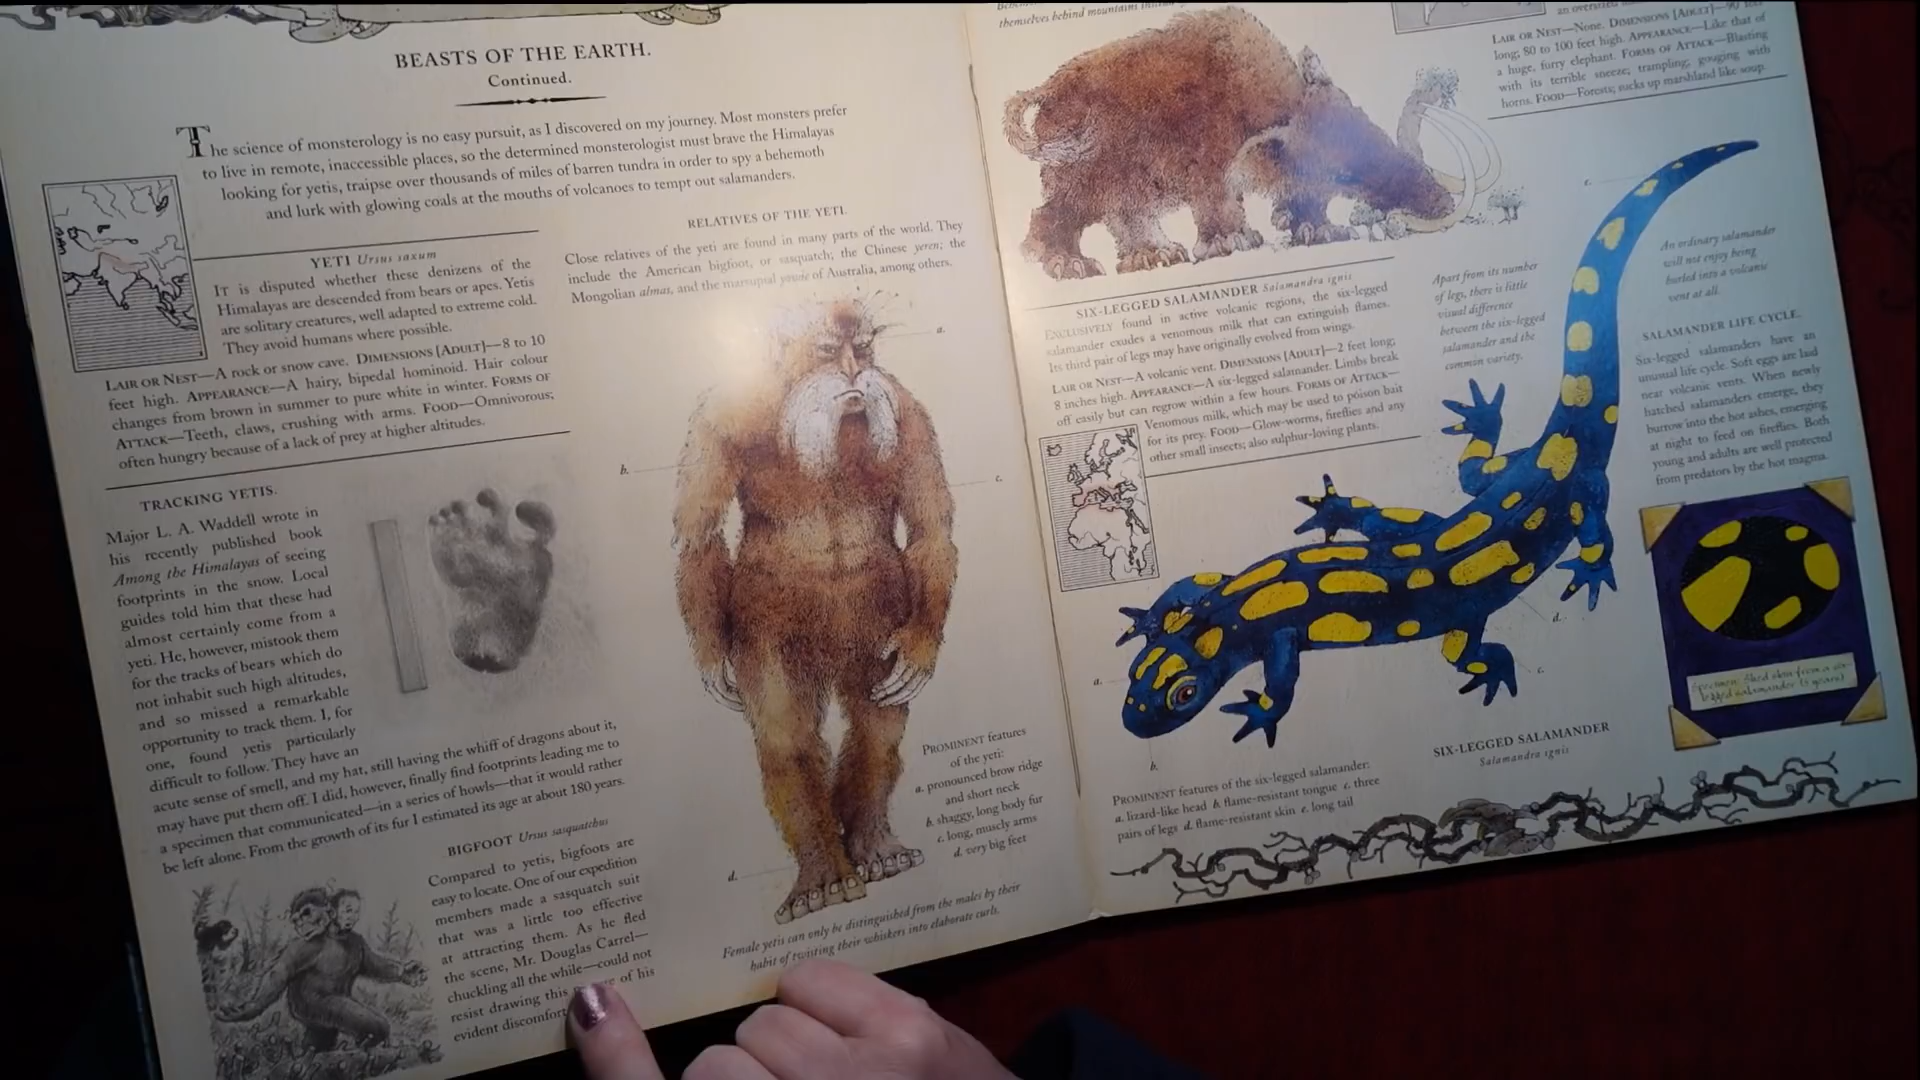 BEASTS OF THE EARTH.
Continued.
The science of monsterology is no easy pursuit, as I discovered on my journey. Most monsters prefer
to live in remote, inaccessible places, so the determined monsterologist must brave the Himalayas
looking for yetis, traipse over thousands of miles of barren tundra in order to spy a behemoth
and lurk with glowing coals at the mouths of volcanoes to tempt out salamanders.
YETI Ursus saxum
IT is disputed whether these denizens of the
Himalayas are descended from bears or apes. Yetis
are solitary creatures, well adapted to extreme cold.
They avoid humans where possible.
LAIR OR NEST—A rock or snow cave. DIMENSIONS [ADULT]—8 to 10
feet high. APPEARANCE—A hairy, bipedal hominoid. Hair colour
changes from brown in summer to pure white in winter. FORMS OF
ATTACK—Teeth, claws, crushing with arms. FOOD—Omnivorous;
often hungry because of a lack of prey at higher altitudes.
TRACKING YETIS.
Major L. A. Waddell wrote in
his recently published book
Among the Himalayas of seeing
footprints in the snow. Local
guides told him that these had
almost certainly come from a
yeti. He, however, mistook them
for the tracks of bears which do
not inhabit such high altitudes,
and so missed a remarkable
opportunity to track them. I, for
one, found yetis particularly
difficult to follow. They have an
acute sense of smell, and my hat, still having the whiff of dragons about it,
may have put them off. I did, however, finally find footprints leading me to
a specimen that communicated—in a series of howls—that it would rather
be left alone. From the growth of its fur I estimated its age at about 180 years.
BIGFOOT Ursus sasquatchus
Compared to yetis, bigfoots are
easy to locate. One of our expedition
members made a sasquatch suit
that was a little too effective
at attracting them. As he fled
the scene, Mr. Douglas Carrel—
chuckling all the while—could not
resist drawing this of his
evident discomfort
RELATIVES OF THE YETI.
Close relatives of the yeti are found in many parts of the world. They
include the American bigfoot, or sasquatch; the Chinese yeren; the
Mongolian almas, and the marsupial yowie of Australia, among others.
a.
b.
c.
d.
PROMINENT features
of the yeti:
a. pronounced brow ridge
and short neck
b. shaggy, long body fur
c. long, muscly arms
d. very big feet
Female yetis can only be distinguished from the males by their
habit of twisting their whiskers into elaborate curls.
themselves behind mountains
LAIR OR NEST—None. DIMENSIONS [ADULT]—90 feet
long; 80 to 100 feet high. APPEARANCE—Like that of
a huge, furry elephant. FORMS OF ATTACK—Blasting
with its terrible sneeze; trampling; gouging with
horns. FOOD—Forests; sucks up marshland like soup.
SIX-LEGGED SALAMANDER Salamandra ignis
EXCLUSIVELY found in active volcanic regions, the six-legged
salamander exudes a venomous milk that can extinguish flames.
Its third pair of legs may have originally evolved from wings.
LAIR OR NEST—A volcanic vent. DIMENSIONS [ADULT]—2 feet long;
8 inches high. APPEARANCE—A six-legged salamander. Limbs break
off easily but can regrow within a few hours. FORMS OF ATTACK—
Venomous milk, which may be used to poison bait
for its prey. FOOD—Glow-worms, fireflies and any
other small insects; also sulphur-loving plants.
Apart from its number
of legs, there is little
visual difference
between the six-legged
salamander and the
common variety.
An ordinary salamander
will not enjoy being
hurled into a volcanic
vent at all.
SALAMANDER LIFE CYCLE.
Six-legged salamanders have an
unusual life cycle. Soft eggs are laid
near volcanic vents. When newly
hatched salamanders emerge, they
burrow into the hot ashes, emerging
at night to feed on fireflies. Both
young and adults are well protected
from predators by the hot magma.
e.
a.
b.
c.
d.
Specimen: Shed skin from a six-
legged salamander (3 years)
SIX-LEGGED SALAMANDER
Salamandra ignis
PROMINENT features of the six-legged salamander:
a. lizard-like head b. flame-resistant tongue c. three
pairs of legs d. flame-resistant skin e. long tail